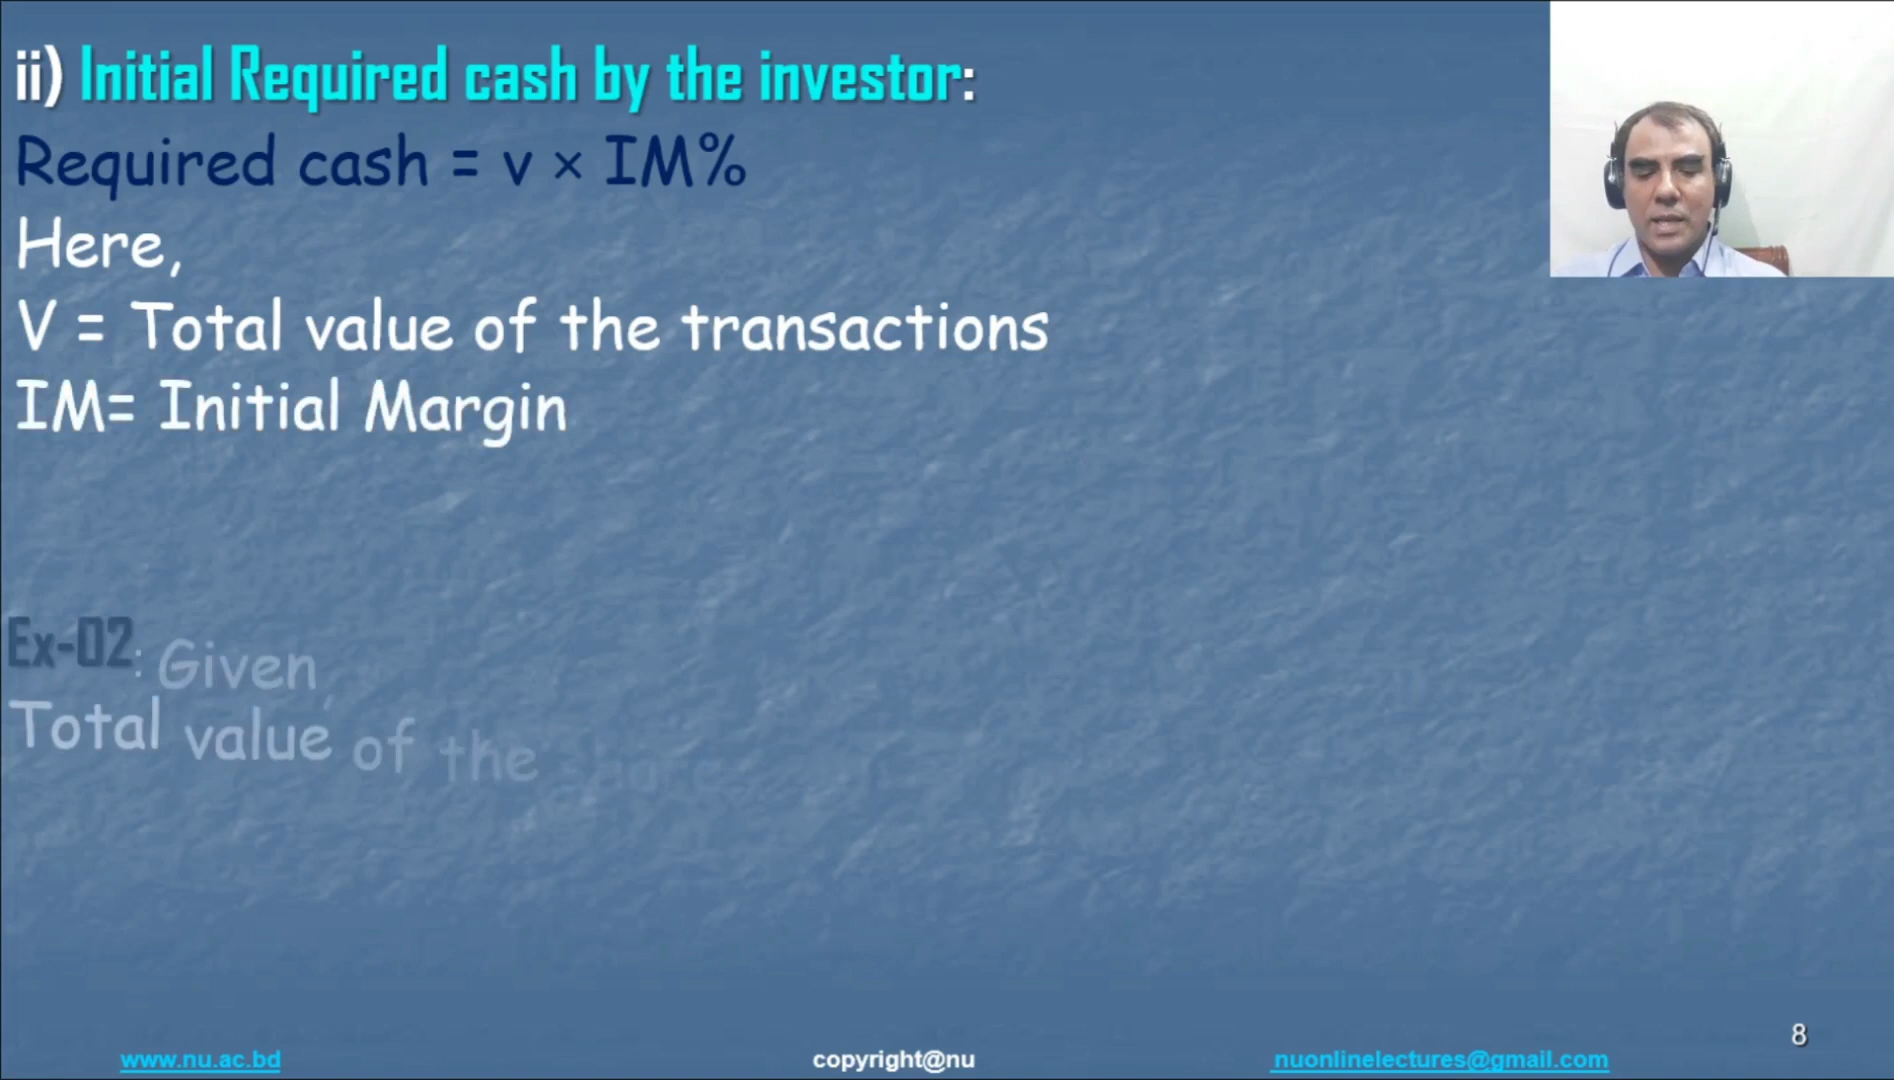 ii) Initial Required cash by the investor:
Required cash = v × IM%
Here,
V = Total value of the transactions
IM= Initial Margin
Ex-02: Given,
Total value of the share
8
www.nu.ac.bd
copyright@nu
nuonlinelectures@gmail.com